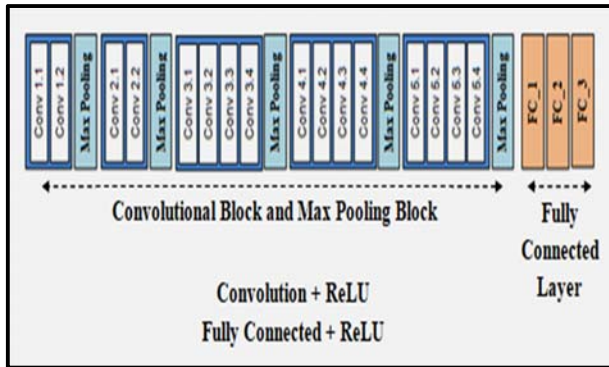 Conv 1.1
Conv 1.2
Max Pooling
Conv 2.1
Conv 2.2
Max Pooling
Conv 3.1
Conv 3.2
Conv 3.3
Conv 3.4
Max Pooling
Conv 4.1
Conv 4.2
Conv 4.3
Conv 4.4
Max Pooling
Conv 5.1
Conv 5.2
Conv 5.3
Conv 5.4
Max Pooling
FC_1
FC_2
FC_3
Convolutional Block and Max Pooling Block
Fully
Connected
Layer
Convolution + ReLU
Fully Connected + ReLU